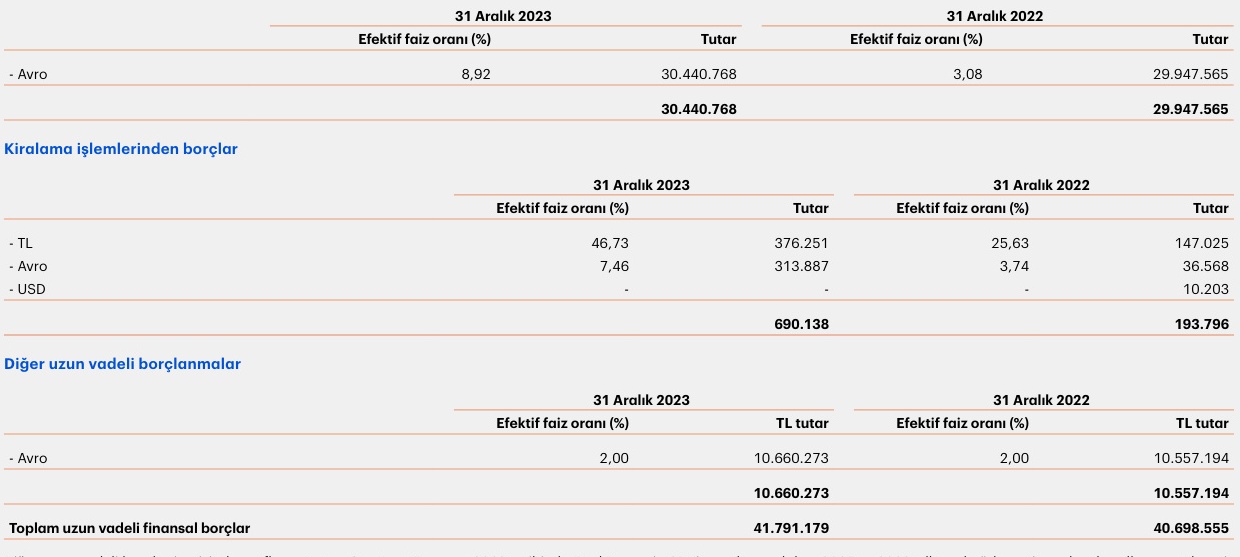 31 Aralık 2023 31 Aralık 2022
Efektif faiz oranı (%) Tutar Efektif faiz oranı (%) Tutar
- Avro 8,92 30.440.768 3,08 29.947.565
30.440.768 29.947.565
Kiralama işlemlerinden borçlar
31 Aralık 2023 31 Aralık 2022
Efektif faiz oranı (%) Tutar Efektif faiz oranı (%) Tutar
- TL 46,73 376.251 25,63 147.025
- Avro 7,46 313.887 3,74 36.568
- USD - - - 10.203
690.138 193.796
Diğer uzun vadeli borçlanmalar
31 Aralık 2023 31 Aralık 2022
Efektif faiz oranı (%) TL tutar Efektif faiz oranı (%) TL tutar
- Avro 2,00 10.660.273 2,00 10.557.194
10.660.273 10.557.194
Toplam uzun vadeli finansal borçlar 41.791.179 40.698.555